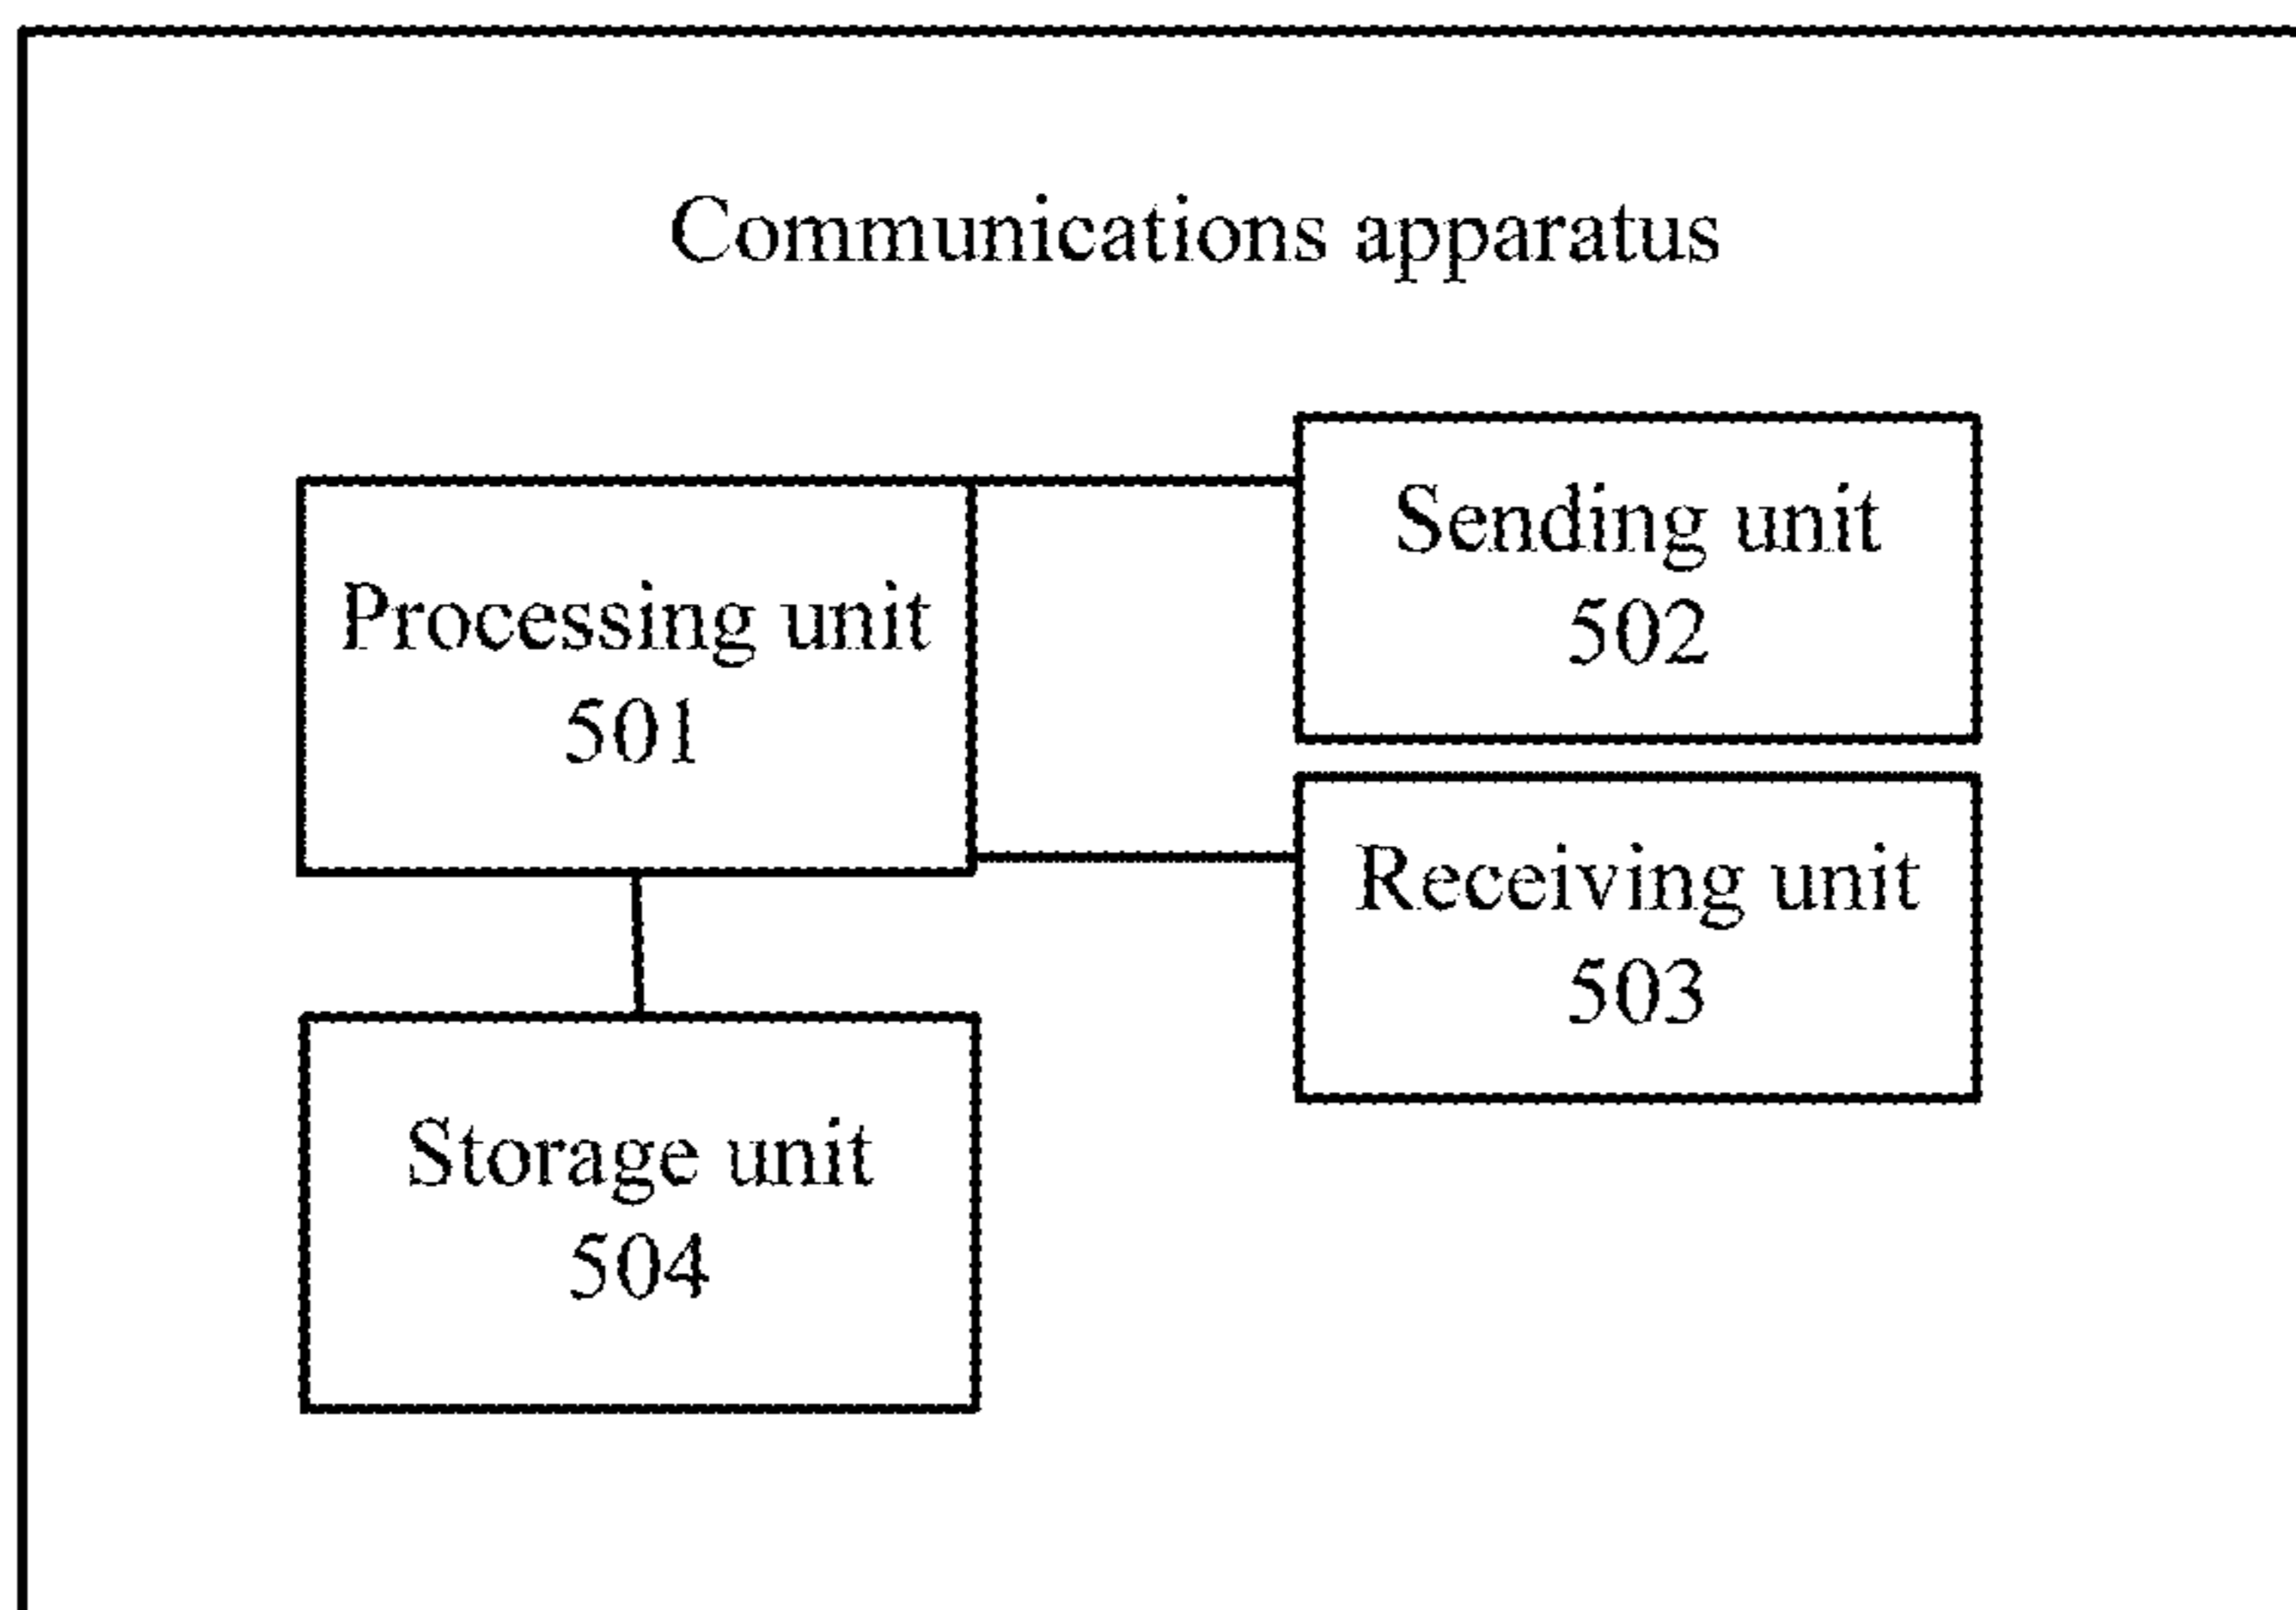 Communications apparatus
Processing unit
501
Sending unit
502
Receiving unit
503
Storage unit
504